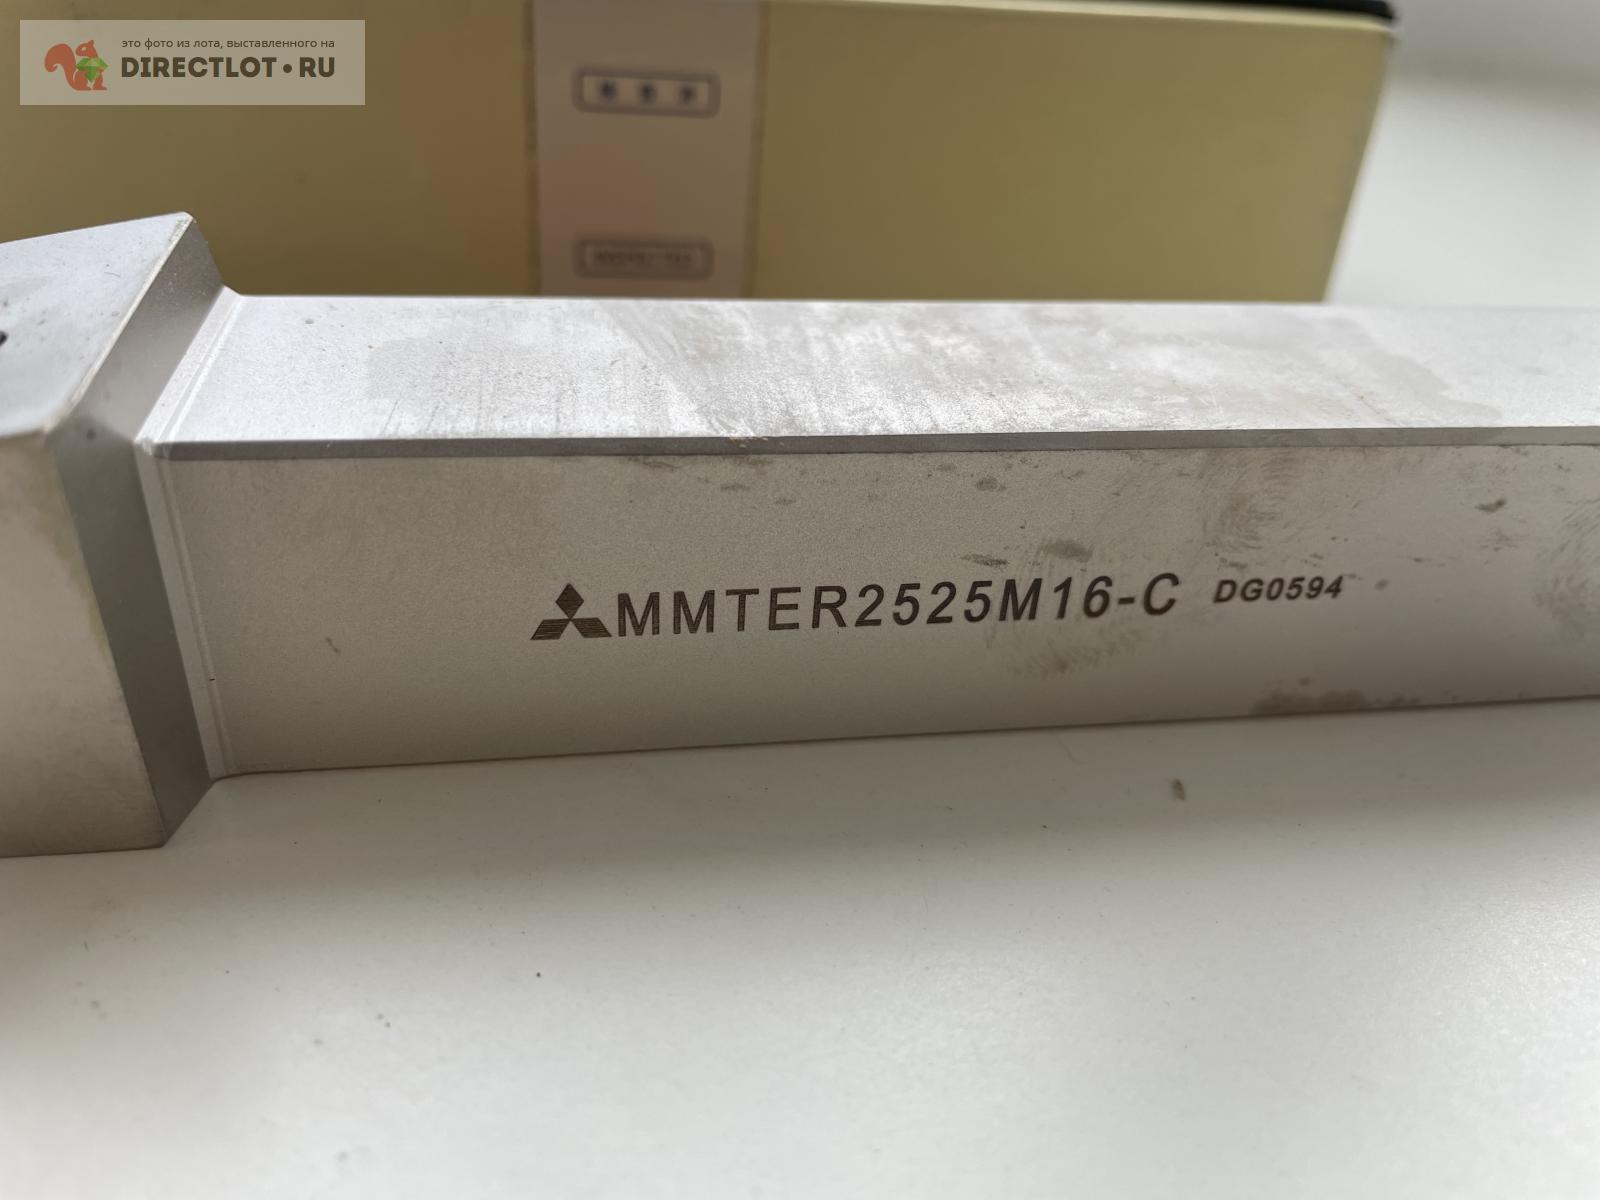 это фото из лота, выставленного на
DIRECTLOT•RU
MMTER2525M16-C DG0594